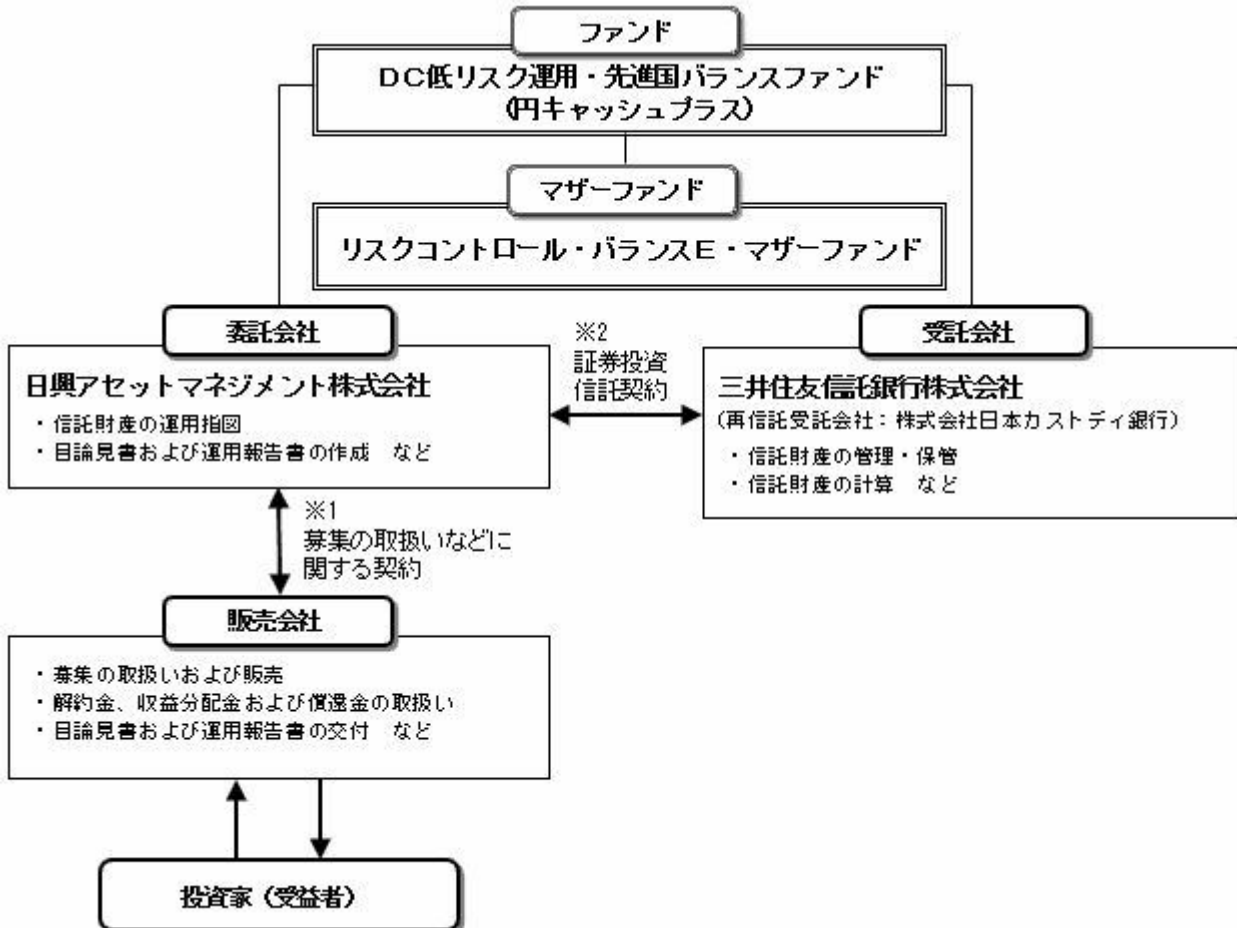 ファンド
DC低リスク運用・先進国バランスファンド
(円キャッシュプラス)
マザーファンド
リスクコントロール・バランスE・マザーファンド
委託会社
日興アセットマネジメント株式会社
・信託財産の運用指図
・目論見書および運用報告書の作成 など
※2
証券投資
信託契約
受託会社
三井住友信託銀行株式会社
(再信託受託会社:株式会社日本カストディ銀行)
・信託財産の管理・保管
・信託財産の計算 など
※1
募集の取扱いなどに
関する契約
販売会社
・募集の取扱いおよび販売
・解約金、収益分配金および償還金の取扱い
・目論見書および運用報告書の交付 など
投資家(受益者)